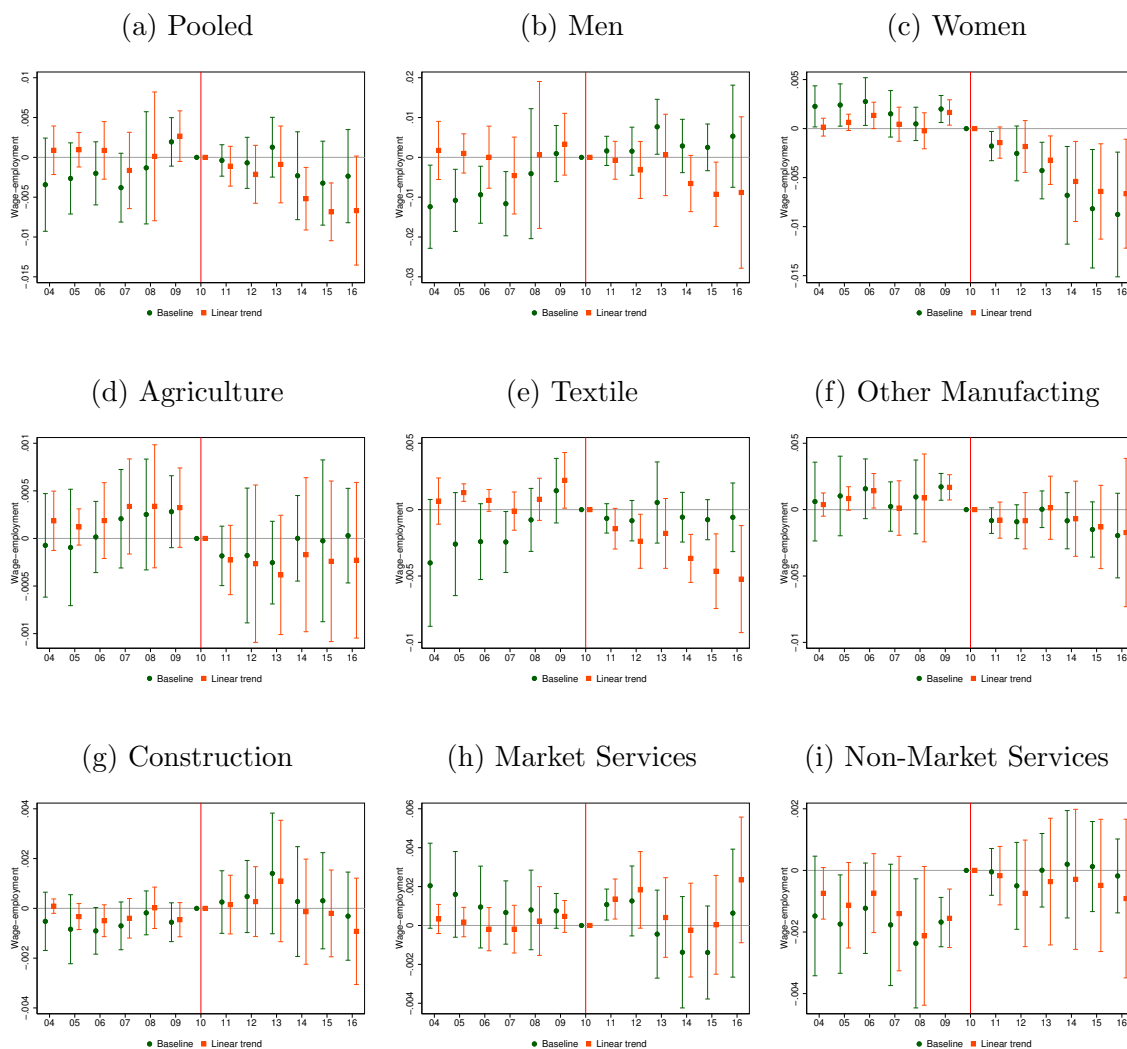 (a) Pooled
(b) Men
(c) Women
Wage-employment
.01
.005
0
-.005
-.01
-.015
04 05 06 07 08 09 10 11 12 13 14 15 16
Baseline Linear trend
Wage-employment
.02
.01
0
-.01
-.02
-.03
04 05 06 07 08 09 10 11 12 13 14 15 16
Baseline Linear trend
Wage-employment
.005
0
-.005
-.01
-.015
04 05 06 07 08 09 10 11 12 13 14 15 16
Baseline Linear trend
(d) Agriculture
(e) Textile
(f) Other Manufacting
Wage-employment
.001
.0005
0
-.0005
-.001
04 05 06 07 08 09 10 11 12 13 14 15 16
Baseline Linear trend
Wage-employment
.005
0
-.005
-.01
04 05 06 07 08 09 10 11 12 13 14 15 16
Baseline Linear trend
Wage-employment
.005
0
-.005
-.01
04 05 06 07 08 09 10 11 12 13 14 15 16
Baseline Linear trend
(g) Construction
(h) Market Services
(i) Non-Market Services
Wage-employment
.004
.002
0
-.002
-.004
04 05 06 07 08 09 10 11 12 13 14 15 16
Baseline Linear trend
Wage-employment
.006
.004
.002
0
-.002
-.004
04 05 06 07 08 09 10 11 12 13 14 15 16
Baseline Linear trend
Wage-employment
.002
0
-.002
-.004
04 05 06 07 08 09 10 11 12 13 14 15 16
Baseline Linear trend